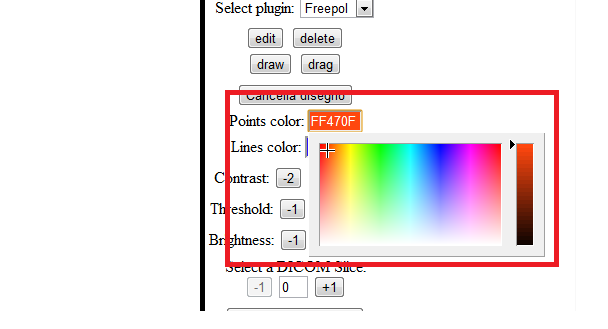 Select plugin: Freepol
edit delete
draw drag
Cancella disegno
Points color: FF470F
Lines color:
Contrast: -2
Threshold: -1
Brightness: -1
Select a DICOM Slice:
-1 0 +1